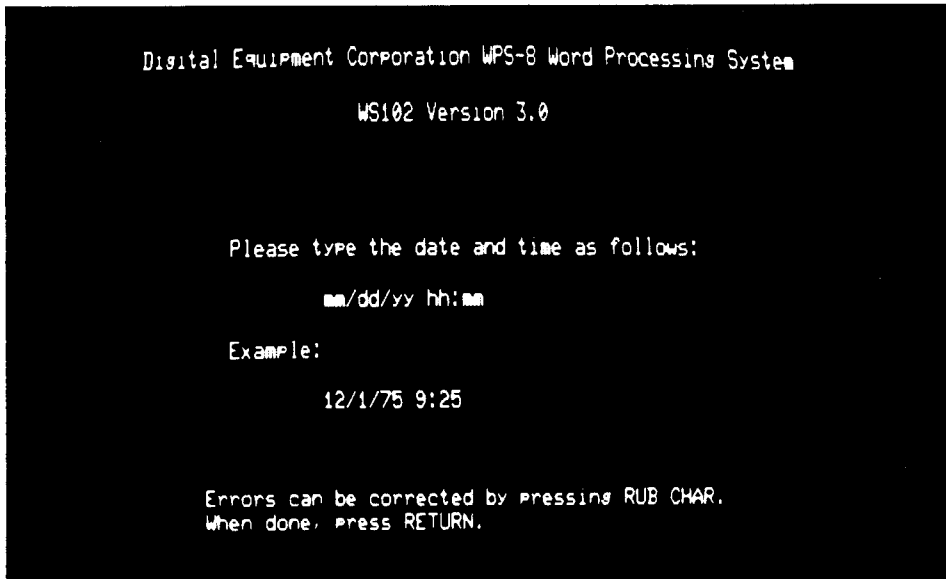 Digital Equipment Corporation WPS-8 Word Processing System
WS102 Version 3.0
Please type the date and time as follows:
mm/dd/yy hh:mm
Example:
12/1/75 9:25
Errors can be corrected by pressing RUB CHAR.
When done, press RETURN.